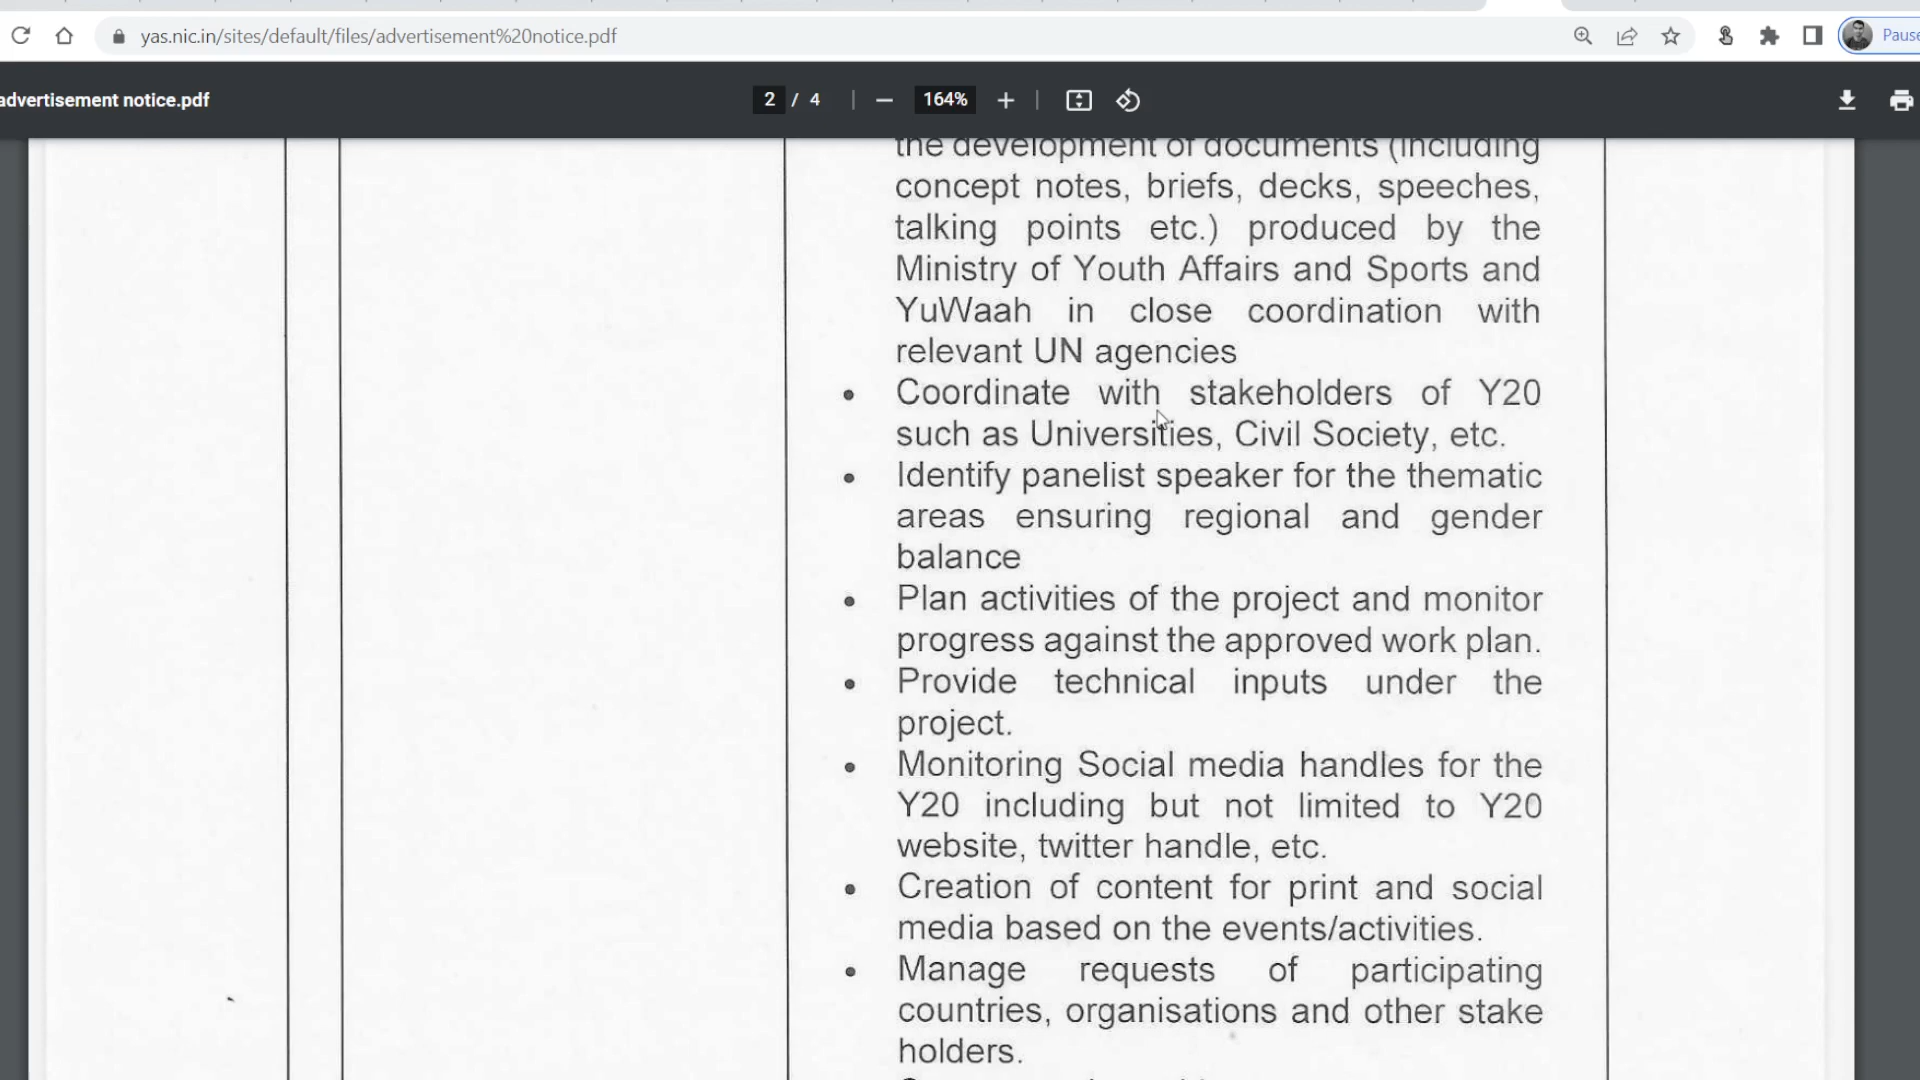 yas.nic.in/sites/default/files/advertisement%20notice.pdf
Pause
advertisement notice.pdf
2 / 4
164%
the development of documents (including
concept notes, briefs, decks, speeches,
talking points etc.) produced by the
Ministry of Youth Affairs and Sports and
YuWaah in close coordination with
relevant UN agencies
• Coordinate with stakeholders of Y20
such as Universities, Civil Society, etc.
• Identify panelist speaker for the thematic
areas ensuring regional and gender
balance
• Plan activities of the project and monitor
progress against the approved work plan.
• Provide technical inputs under the
project.
• Monitoring Social media handles for the
Y20 including but not limited to Y20
website, twitter handle, etc.
• Creation of content for print and social
media based on the events/activities.
• Manage requests of participating
countries, organisations and other stake
holders.